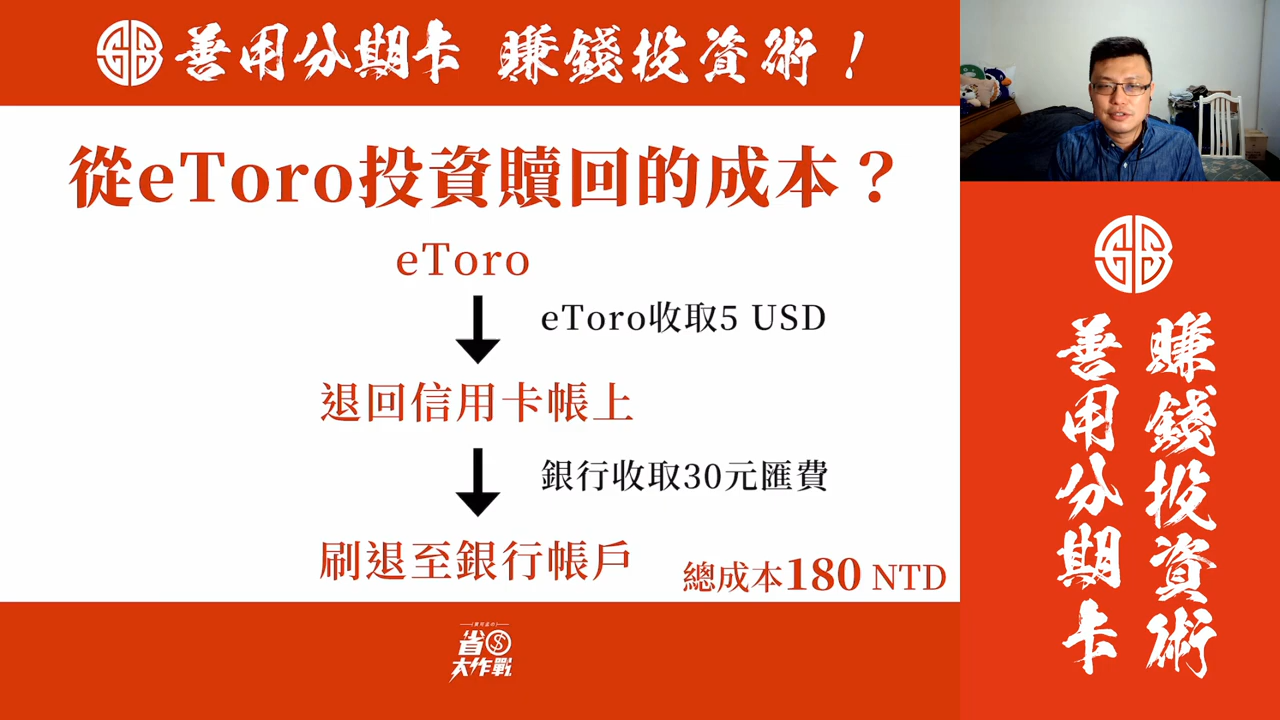 善用分期卡 賺錢投資術！
從eToro投資贖回的成本？
eToro
eToro收取5 USD
退回信用卡帳上
銀行收取30元匯費
刷退至銀行帳戶
總成本180 NTD
省
大作戰
賺錢投資術
善用分期卡